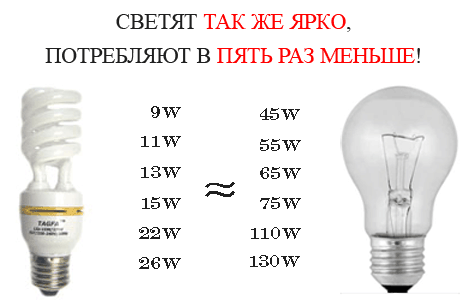 СВЕТЯТ ТАК ЖЕ ЯРКО,
ПОТРЕБЛЯЮТ В ПЯТЬ РАЗ МЕНЬШЕ!
9W 45W
11W 55W
13W 65W
15W ≈ 75W
22W 110W
26W 130W
TAGFA™